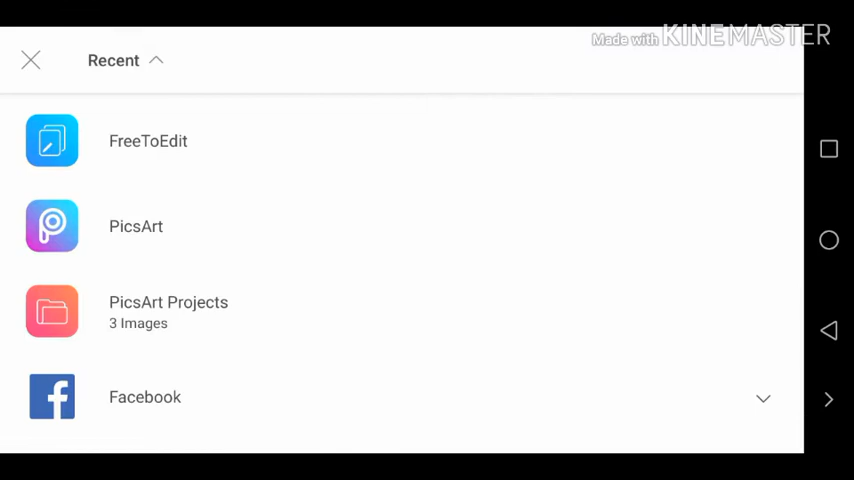 Made with KINEMASTER
Recent
FreeToEdit
PicsArt
PicsArt Projects
3 Images
Facebook